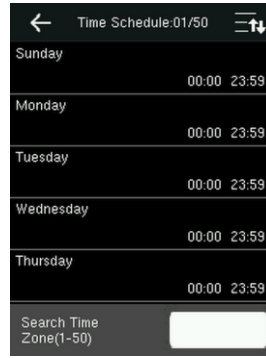 Time Schedule:01/50
Sunday
00:00 23:59
Monday
00:00 23:59
Tuesday
00:00 23:59
Wednesday
00:00 23:59
Thursday
00:00 23:59
Search Time
Zone(1-50)